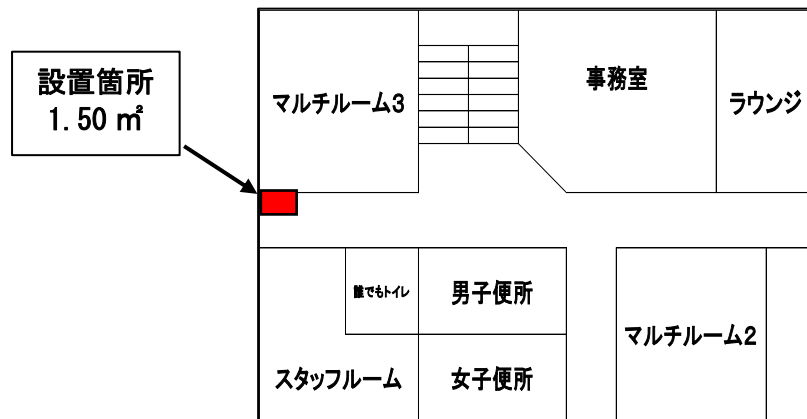 設置箇所
1.50 ㎡
マルチルーム3
事務室
ラウンジ
誰でもトイレ
男子便所
マルチルーム2
スタッフルーム
女子便所